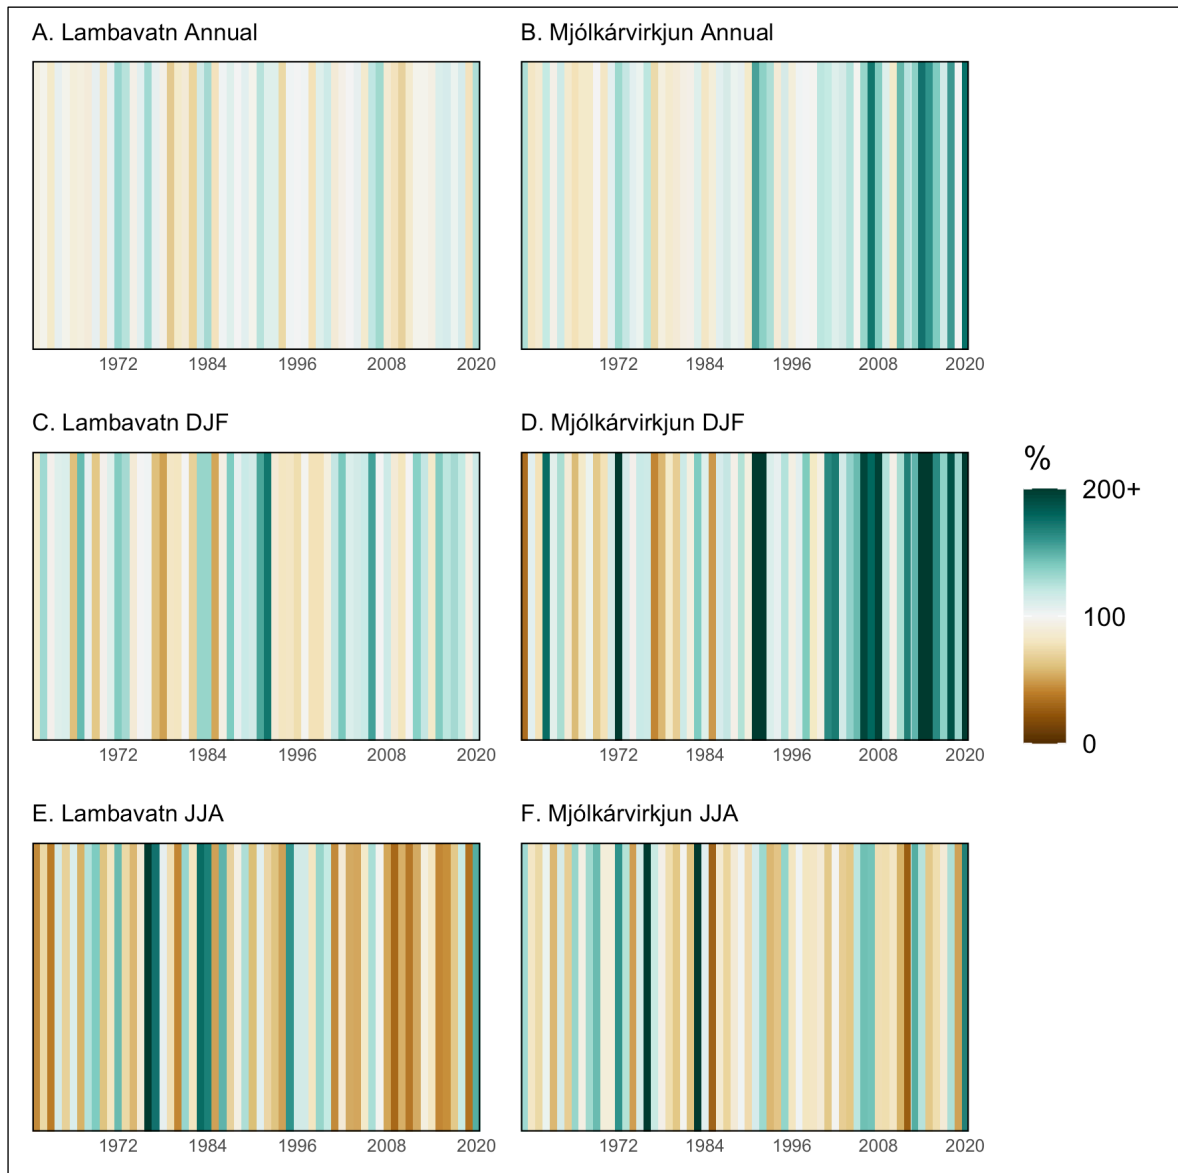 A. Lambavatn Annual
B. Mjólkárvirkjun Annual
1972 1984 1996 2008 2020
1972 1984 1996 2008 2020
C. Lambavatn DJF
D. Mjólkárvirkjun DJF
1972 1984 1996 2008 2020
1972 1984 1996 2008 2020
%
200+
100
0
E. Lambavatn JJA
F. Mjólkárvirkjun JJA
1972 1984 1996 2008 2020
1972 1984 1996 2008 2020